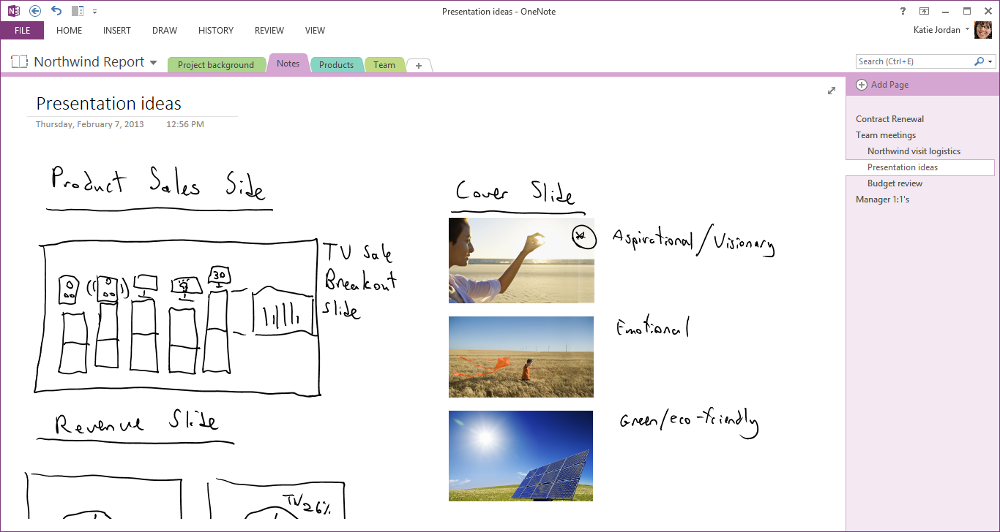 Presentation ideas - OneNote
?
FILE HOME INSERT DRAW HISTORY REVIEW VIEW
Katie Jordan
Northwind Report
Project background Notes Products Team +
Search (Ctrl+E)
Add Page
Contract Renewal
Team meetings
Northwind visit logistics
Presentation ideas
Budget review
Manager 1:1's
Presentation ideas
Thursday, February 7, 2013 12:56 PM
Product Sales Slide
TV Sale
Breakout
Slide
30
Revenue Slide
TV 26%
Cover Slide
Aspirational/Visionary
Emotional
Green/eco-friendly